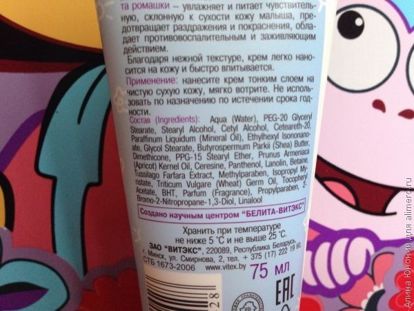 та ромашки – увлажняет и питает чувствитель-
ную, склонную к сухости кожу малыша, пре-
дотвращает раздражения и покраснения, обла-
дает противовоспалительным и заживляющим
действием.
Благодаря нежной текстуре, крем легко нано-
сится на кожу и быстро впитывается.
Применение: нанесите крем тонким слоем на
чистую сухую кожу, мягко вотрите. Не исполь-
зовать по назначению по истечении срока год-
ности.
Состав (Ingredients): Aqua (Water), PEG-20 Glyceryl
Stearate, Stearyl Alcohol, Cetyl Alcohol, Ceteareth-20,
Paraffinum Liquidum (Mineral Oil), Ethylhexyl Isononano-
ate, Glycol Stearate, Butyrospermum Parkii (Shea) Butter,
Dimethicone, PPG-15 Stearyl Ether, Prunus Armeniaca
(Apricot) Kernel Oil, Ceresine, Panthenol, Lanolin, Betaine,
Tussilago Farfara Extract, Methylparaben, Isopropyl My-
ristate, Triticum Vulgare (Wheat) Germ Oil, Tocopheryl
Acetate, BHT, Parfum (Fragrance), Propylparaben, 2-
Bromo-2-Nitropropane-1,3-Diol, Linalool
Создано научным центром "БЕЛИТА-ВИТЭКС"
Хранить при температуре
не ниже 5°С и не выше 25°С.
ЗАО "ВИТЭКС", 220089, Республика Беларусь,
г. Минск, ул. Смирнова, 2, тел. + 375 (17) 222 19 90,
СТБ 1673-2006 www.vitex.by
75 мл
ЕАС